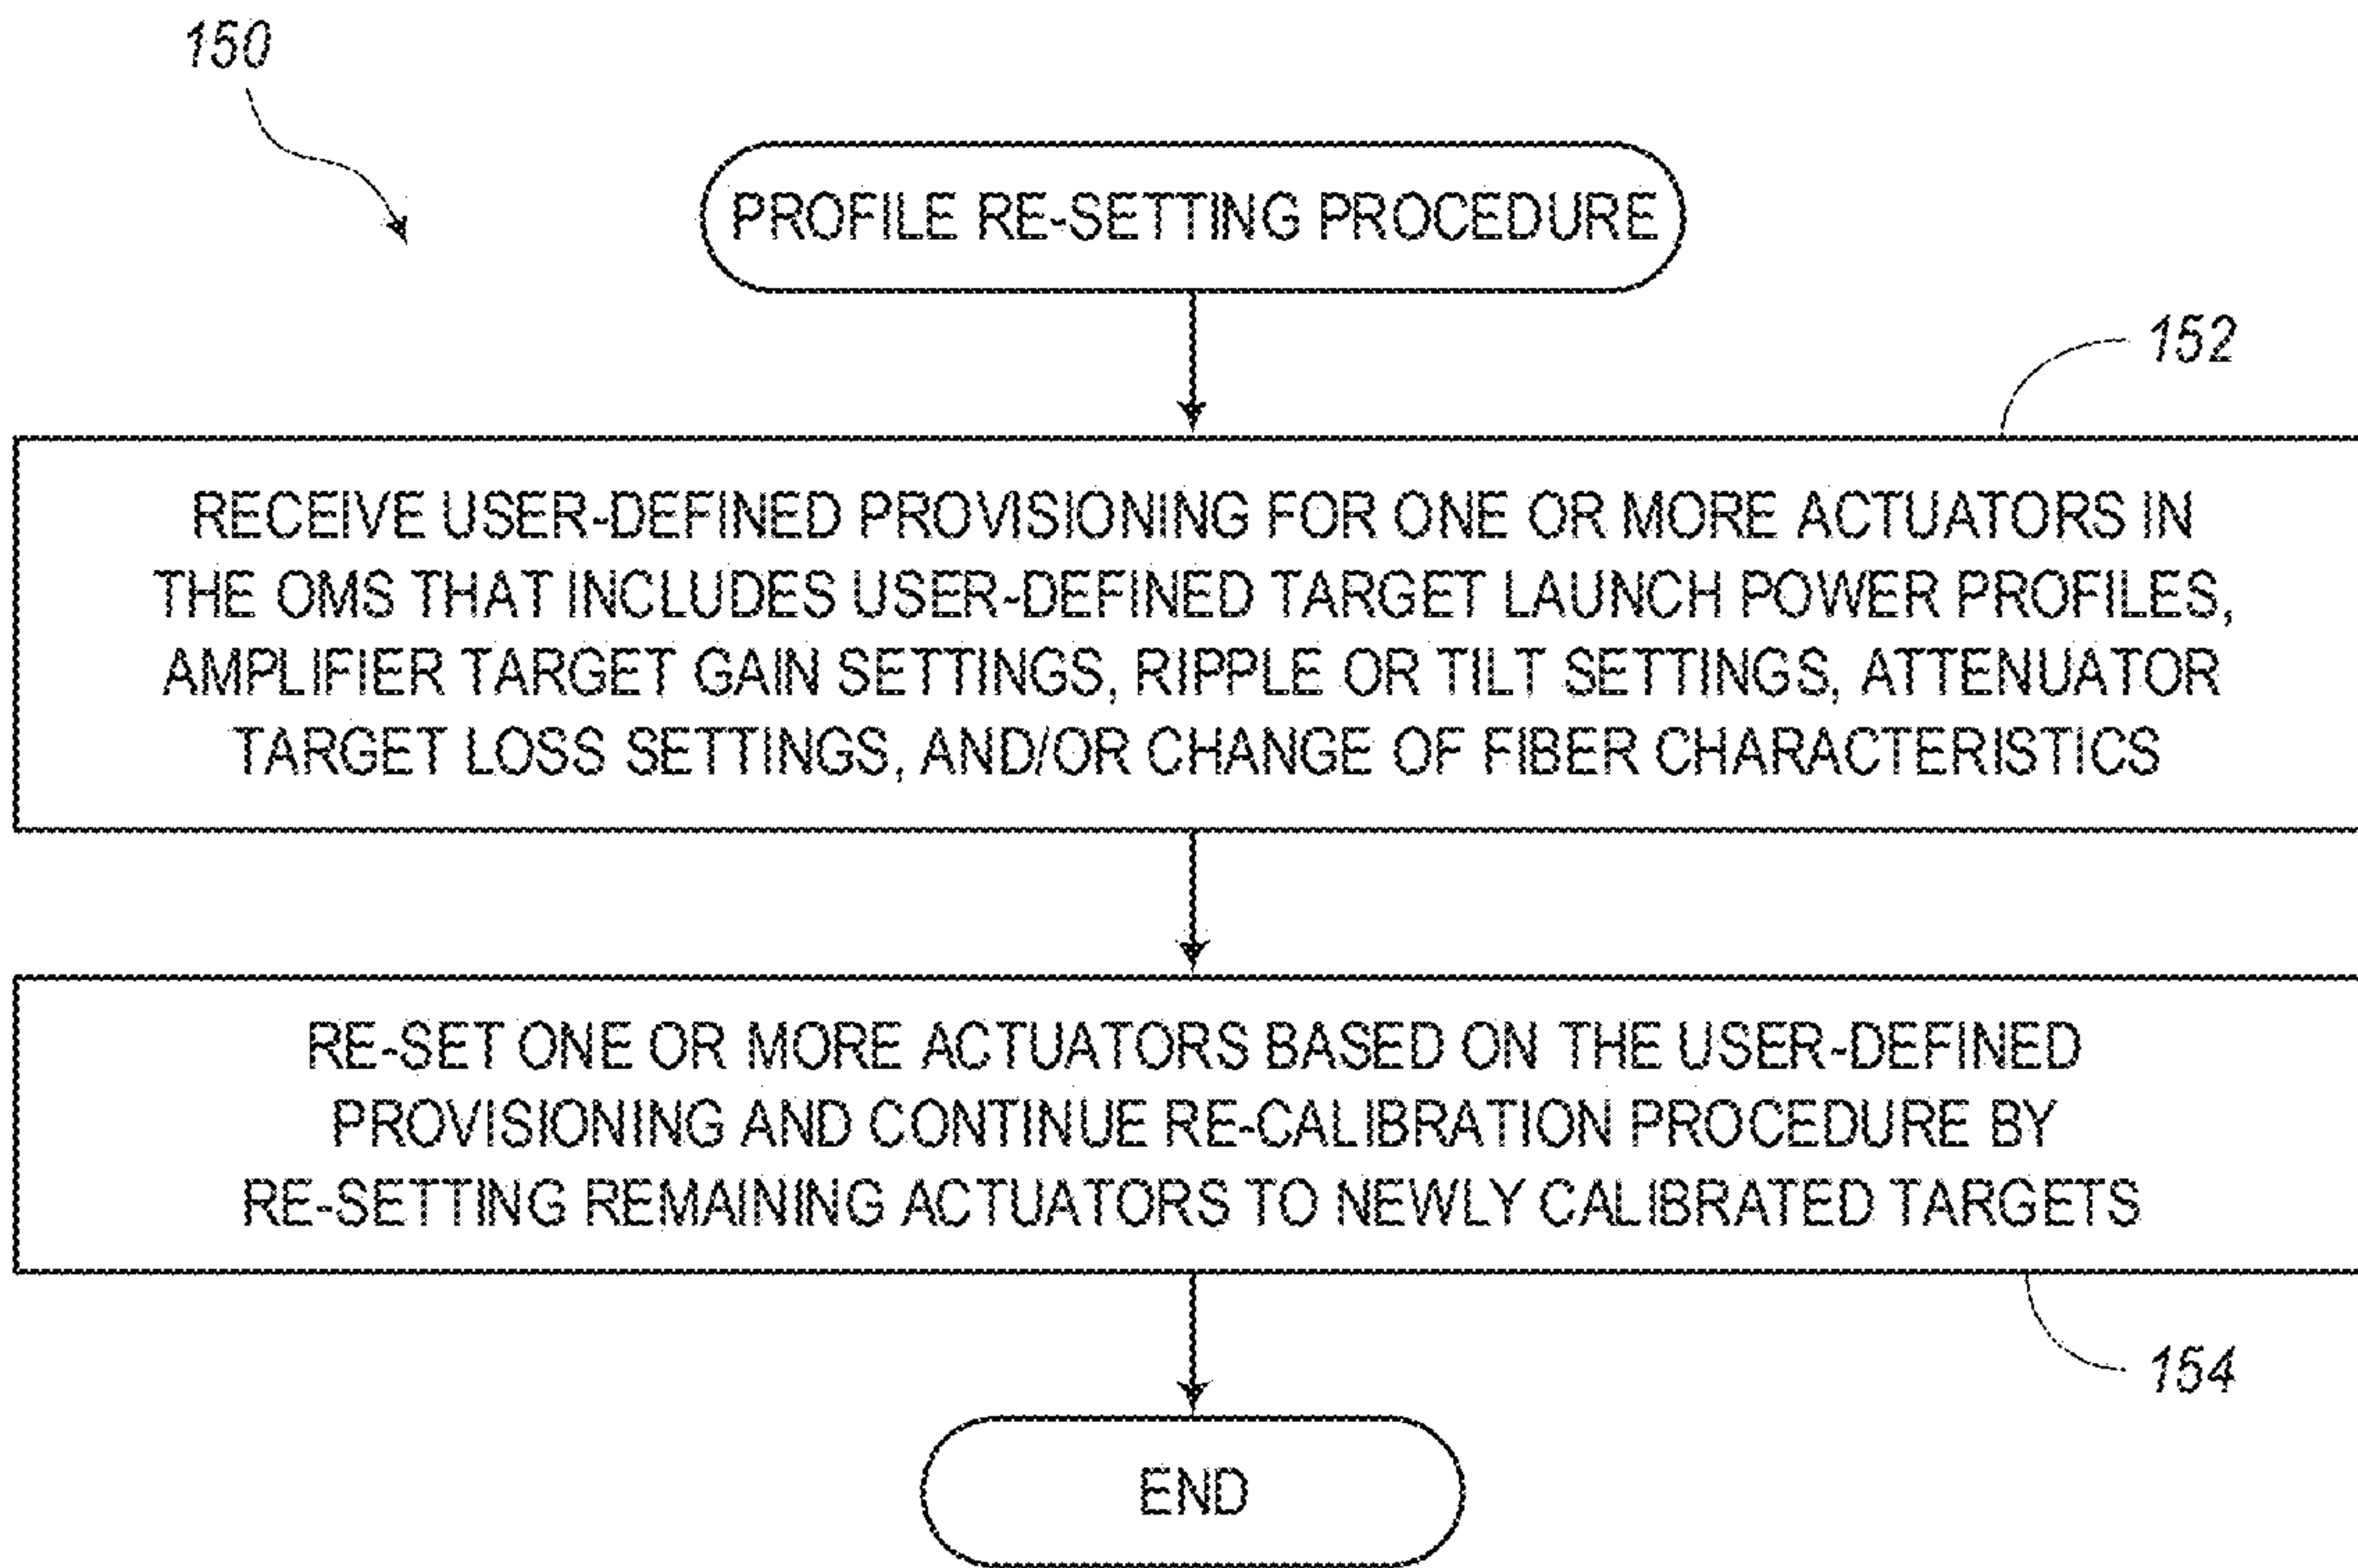 150
PROFILE RE-SETTING PROCEDURE
152
RECEIVE USER-DEFINED PROVISIONING FOR ONE OR MORE ACTUATORS IN
THE OMS THAT INCLUDES USER-DEFINED TARGET LAUNCH POWER PROFILES,
AMPLIFIER TARGET GAIN SETTINGS, RIPPLE OR TILT SETTINGS, ATTENUATOR
TARGET LOSS SETTINGS, AND/OR CHANGE OF FIBER CHARACTERISTICS
RE-SET ONE OR MORE ACTUATORS BASED ON THE USER-DEFINED
PROVISIONING AND CONTINUE RE-CALIBRATION PROCEDURE BY
RE-SETTING REMAINING ACTUATORS TO NEWLY CALIBRATED TARGETS
154
END